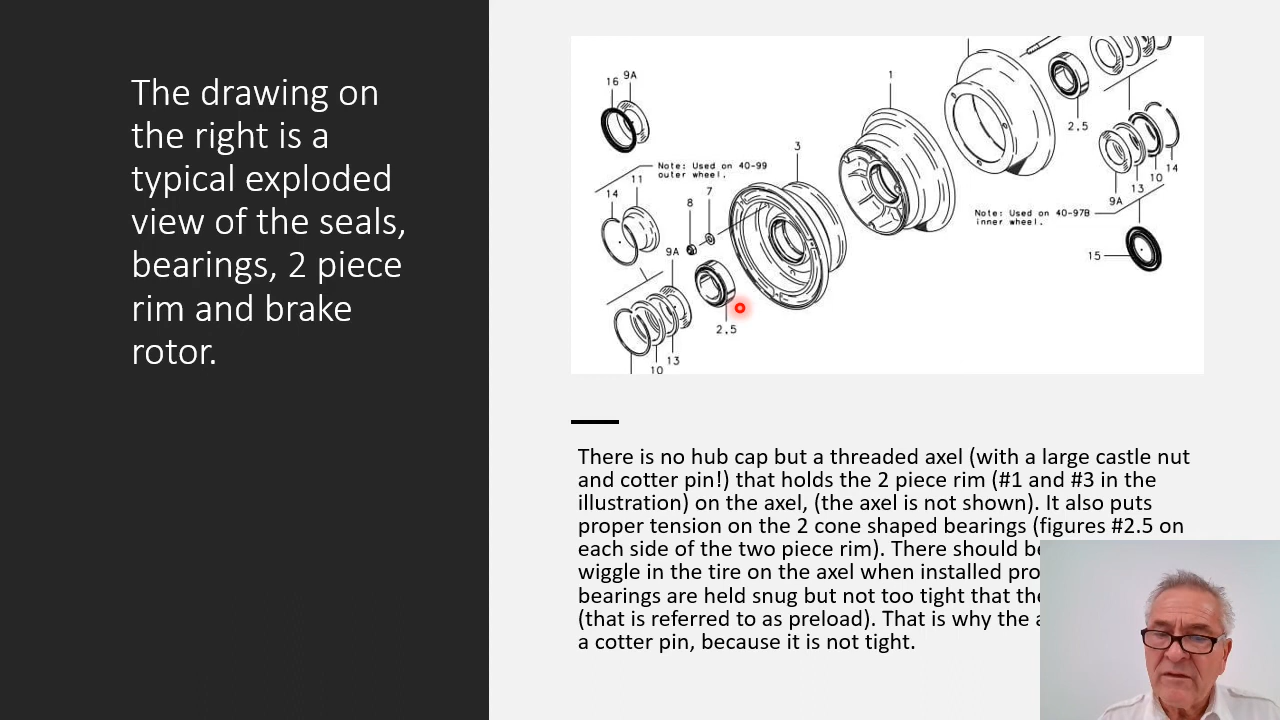 The drawing on
the right is a
typical exploded
view of the seals,
bearings, 2 piece
rim and brake
rotor.
16 9A
1
2.5
3
Note: Used on 40-99
outer wheel.
14 11
7
8
9A
14
10
13
9A
Note: Used on 40-97B
inner wheel.
15
2.5
13
10
There is no hub cap but a threaded axel (with a large castle nut
and cotter pin!) that holds the 2 piece rim (#1 and #3 in the
illustration) on the axel, (the axel is not shown). It also puts
proper tension on the 2 cone shaped bearings (figures #2.5 on
each side of the two piece rim). There should
wiggle in the tire on the axel when installed
bearings are held snug but not too tight that
(that is referred to as preload). That is why the
a cotter pin, because it is not tight.